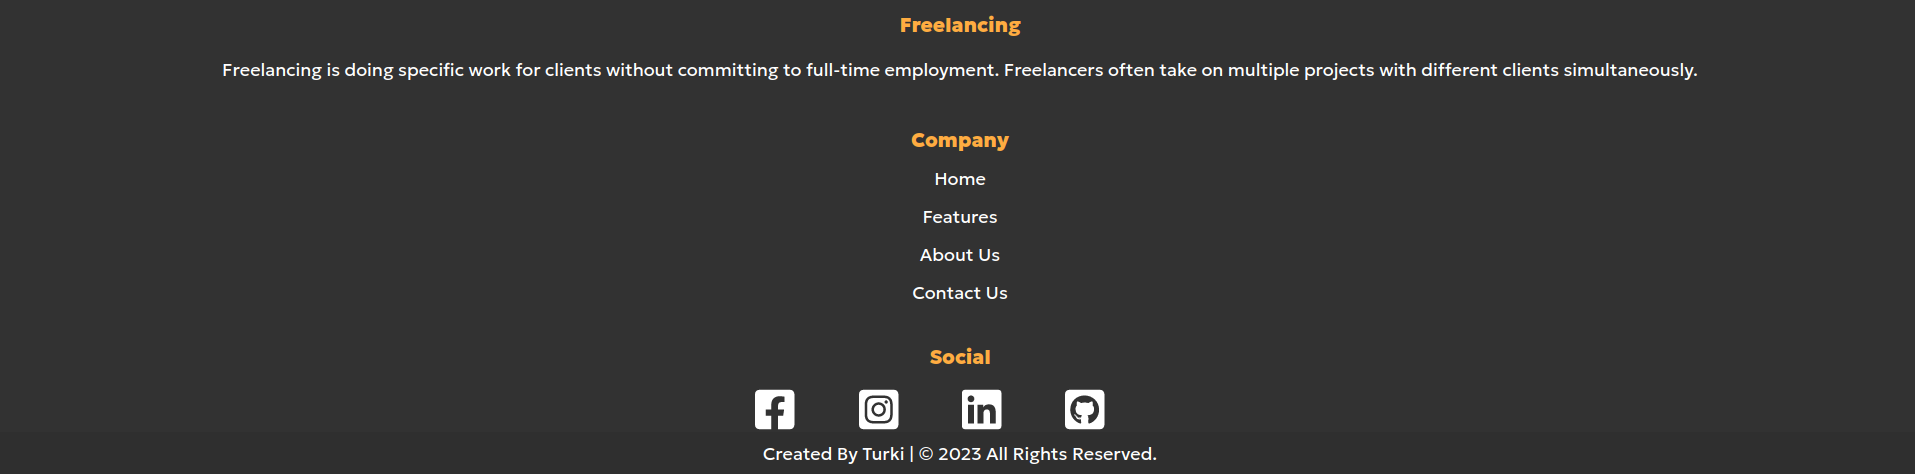 Freelancing
Freelancing is doing specific work for clients without committing to full-time employment. Freelancers often take on multiple projects with different clients simultaneously.
Company
Home
Features
About Us
Contact Us
Social
Created By Turki | © 2023 All Rights Reserved.